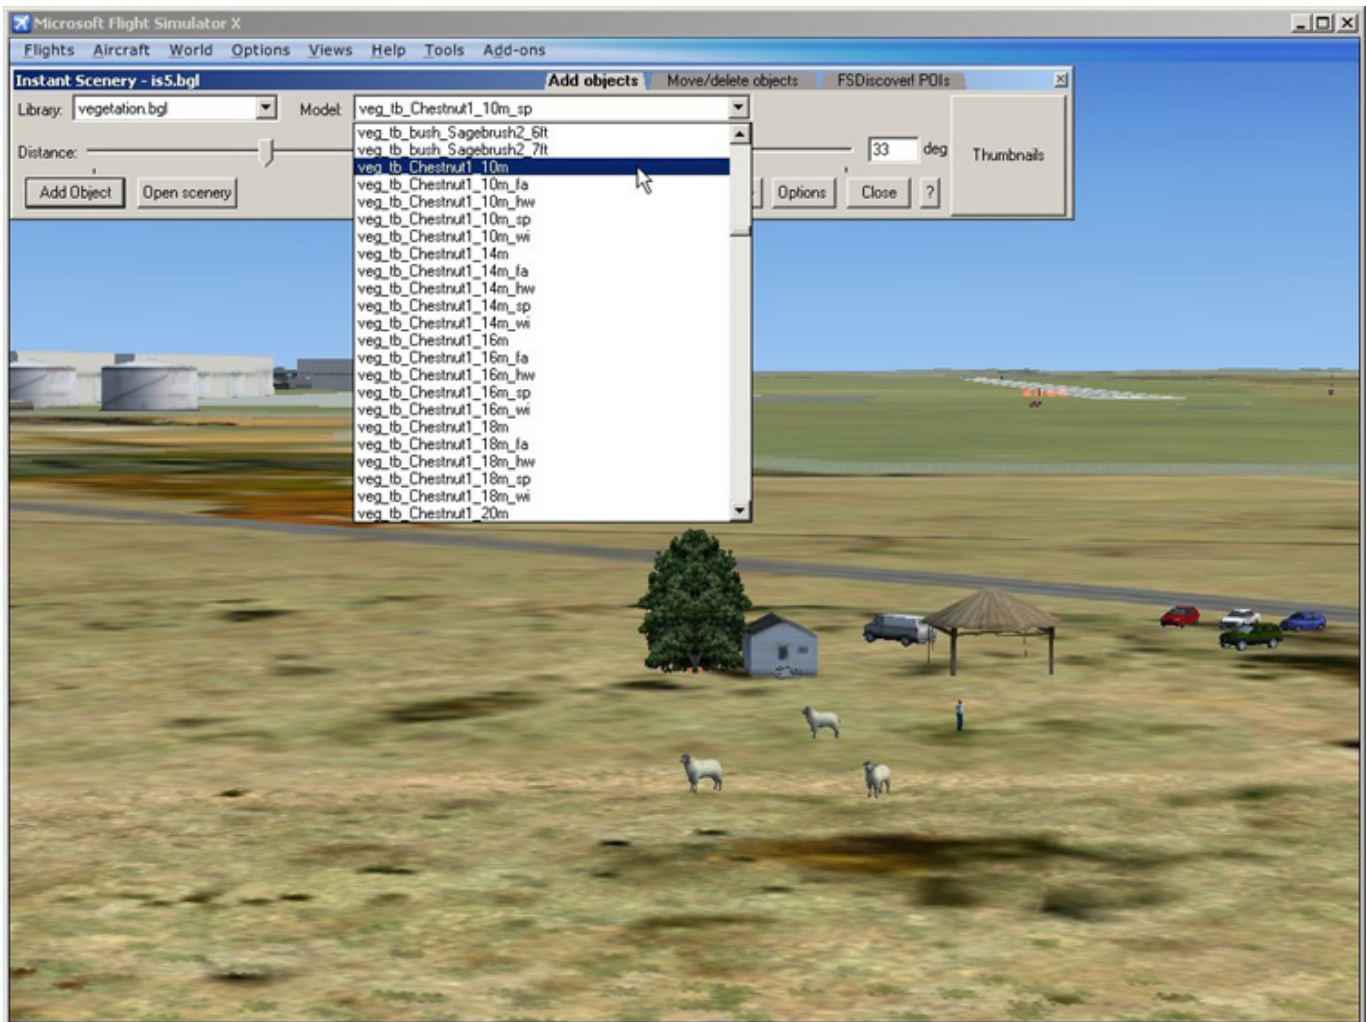 Microsoft Flight Simulator X
Flights Aircraft World Options Views Help Tools Add-ons
Instant Scenery - is5.bgl Add objects Move/delete objects FSDiscover! POIs
Library: vegetation.bgl Model: veg_tb_Chestnut1_10m_sp
Distance: 33 deg Thumbnails
Add Object Open scenery Options Close ?
veg_tb_bush_Sagebrush2_6ft
veg_tb_bush_Sagebrush2_7ft
veg_tb_Chestnut1_10m
veg_tb_Chestnut1_10m_fa
veg_tb_Chestnut1_10m_hw
veg_tb_Chestnut1_10m_sp
veg_tb_Chestnut1_10m_wi
veg_tb_Chestnut1_14m
veg_tb_Chestnut1_14m_fa
veg_tb_Chestnut1_14m_hw
veg_tb_Chestnut1_14m_sp
veg_tb_Chestnut1_14m_wi
veg_tb_Chestnut1_16m
veg_tb_Chestnut1_16m_fa
veg_tb_Chestnut1_16m_hw
veg_tb_Chestnut1_16m_sp
veg_tb_Chestnut1_16m_wi
veg_tb_Chestnut1_18m
veg_tb_Chestnut1_18m_fa
veg_tb_Chestnut1_18m_hw
veg_tb_Chestnut1_18m_sp
veg_tb_Chestnut1_18m_wi
veg_tb_Chestnut1_20m